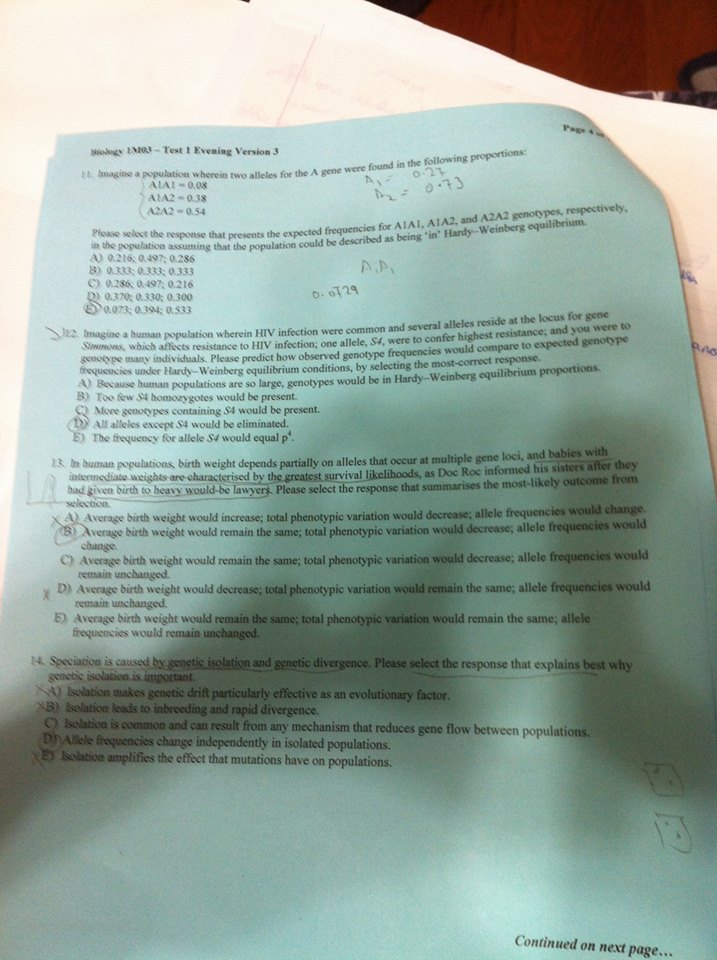 Biology 1M03 – Test 1 Evening Version 3
Page 4
11. Imagine a population wherein two alleles for the A gene were found in the following proportions:
A1A1 = 0.08
A1A2 = 0.38
A2A2 = 0.54
A1 = 0.27
A2 = 0.73
Please select the response that presents the expected frequencies for A1A1, A1A2, and A2A2 genotypes, respectively,
in the population assuming that the population could be described as being 'in' Hardy–Weinberg equilibrium.
A) 0.216; 0.497; 0.286
B) 0.333; 0.333; 0.333
C) 0.286; 0.497; 0.216
D) 0.370; 0.330; 0.300
E) 0.073; 0.394; 0.533
A1A1
0.0729
12. Imagine a human population wherein HIV infection were common and several alleles reside at the locus for gene
Simmons, which affects resistance to HIV infection; one allele, S4, were to confer highest resistance; and you were to
genotype many individuals. Please predict how observed genotype frequencies would compare to expected genotype
frequencies under Hardy–Weinberg equilibrium conditions, by selecting the most-correct response.
A) Because human populations are so large, genotypes would be in Hardy–Weinberg equilibrium proportions.
B) Too few S4 homozygotes would be present.
C) More genotypes containing S4 would be present.
D) All alleles except S4 would be eliminated.
E) The frequency for allele S4 would equal p⁴.
13. In human populations, birth weight depends partially on alleles that occur at multiple gene loci, and babies with
intermediate weights are characterised by the greatest survival likelihoods, as Doc Roc informed his sisters after they
had given birth to heavy would-be lawyers. Please select the response that summarises the most-likely outcome from
selection.
A) Average birth weight would increase; total phenotypic variation would decrease; allele frequencies would change.
B) Average birth weight would remain the same; total phenotypic variation would decrease; allele frequencies would
change.
C) Average birth weight would remain the same; total phenotypic variation would decrease; allele frequencies would
remain unchanged.
D) Average birth weight would decrease; total phenotypic variation would remain the same; allele frequencies would
remain unchanged.
E) Average birth weight would remain the same; total phenotypic variation would remain the same; allele
frequencies would remain unchanged.
14. Speciation is caused by genetic isolation and genetic divergence. Please select the response that explains best why
genetic isolation is important.
A) Isolation makes genetic drift particularly effective as an evolutionary factor.
B) Isolation leads to inbreeding and rapid divergence.
C) Isolation is common and can result from any mechanism that reduces gene flow between populations.
D) Allele frequencies change independently in isolated populations.
E) Isolation amplifies the effect that mutations have on populations.
Continued on next page…